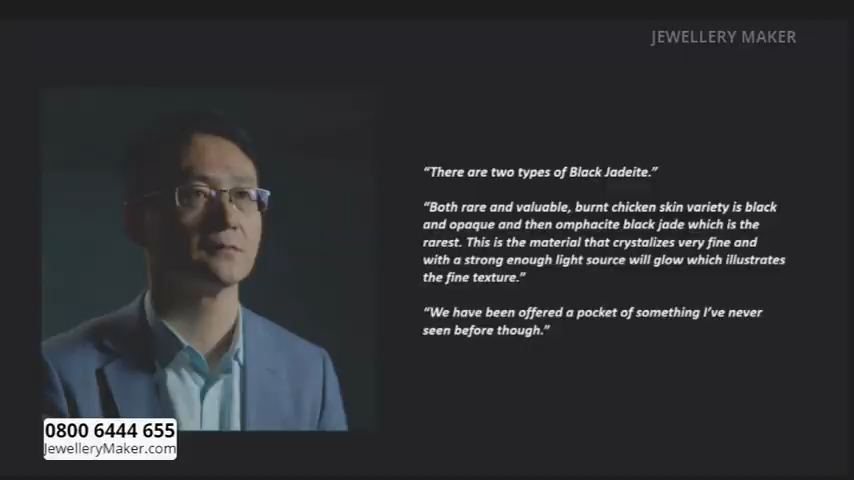 JEWELLERY MAKER
“There are two types of Black Jadeite.”
“Both rare and valuable, burnt chicken skin variety is black
and opaque and then omphacite black jade which is the
rarest. This is the material that crystalizes very fine and
with a strong enough light source will glow which illustrates
the fine texture.”
“We have been offered a pocket of something I’ve never
seen before though.”
0800 6444 655
JewelleryMaker.com